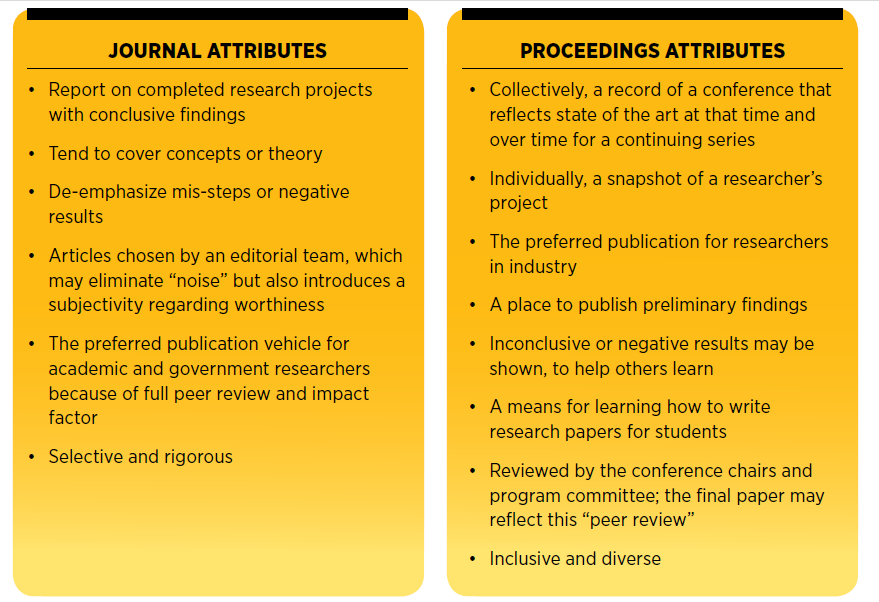 JOURNAL ATTRIBUTES
• Report on completed research projects
with conclusive findings
• Tend to cover concepts or theory
• De-emphasize mis-steps or negative
results
• Articles chosen by an editorial team, which
may eliminate “noise” but also introduces a
subjectivity regarding worthiness
• The preferred publication vehicle for
academic and government researchers
because of full peer review and impact
factor
• Selective and rigorous
PROCEEDINGS ATTRIBUTES
• Collectively, a record of a conference that
reflects state of the art at that time and
over time for a continuing series
• Individually, a snapshot of a researcher’s
project
• The preferred publication for researchers
in industry
• A place to publish preliminary findings
• Inconclusive or negative results may be
shown, to help others learn
• A means for learning how to write
research papers for students
• Reviewed by the conference chairs and
program committee; the final paper may
reflect this “peer review”
• Inclusive and diverse